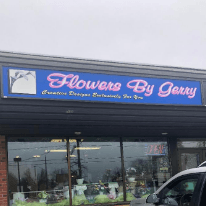 Flowers By Gerry
Creative Designs Exclusively For You